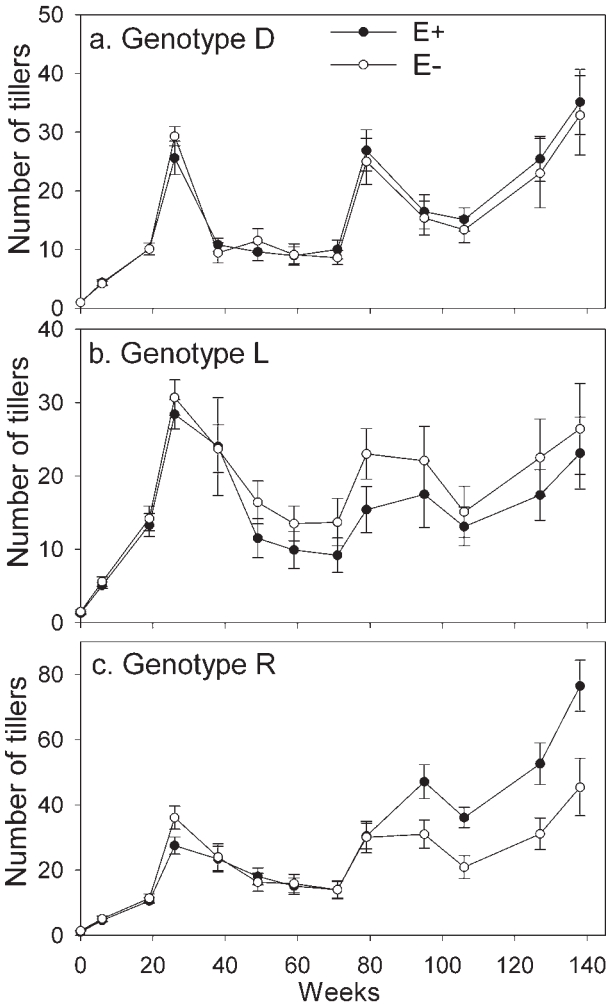 a. Genotype D
E+
E-
Number of tillers
50
40
30
20
10
0
b. Genotype L
Number of tillers
40
30
20
10
0
c. Genotype R
Number of tillers
80
60
40
20
0
0 20 40 60 80 100 120 140
Weeks